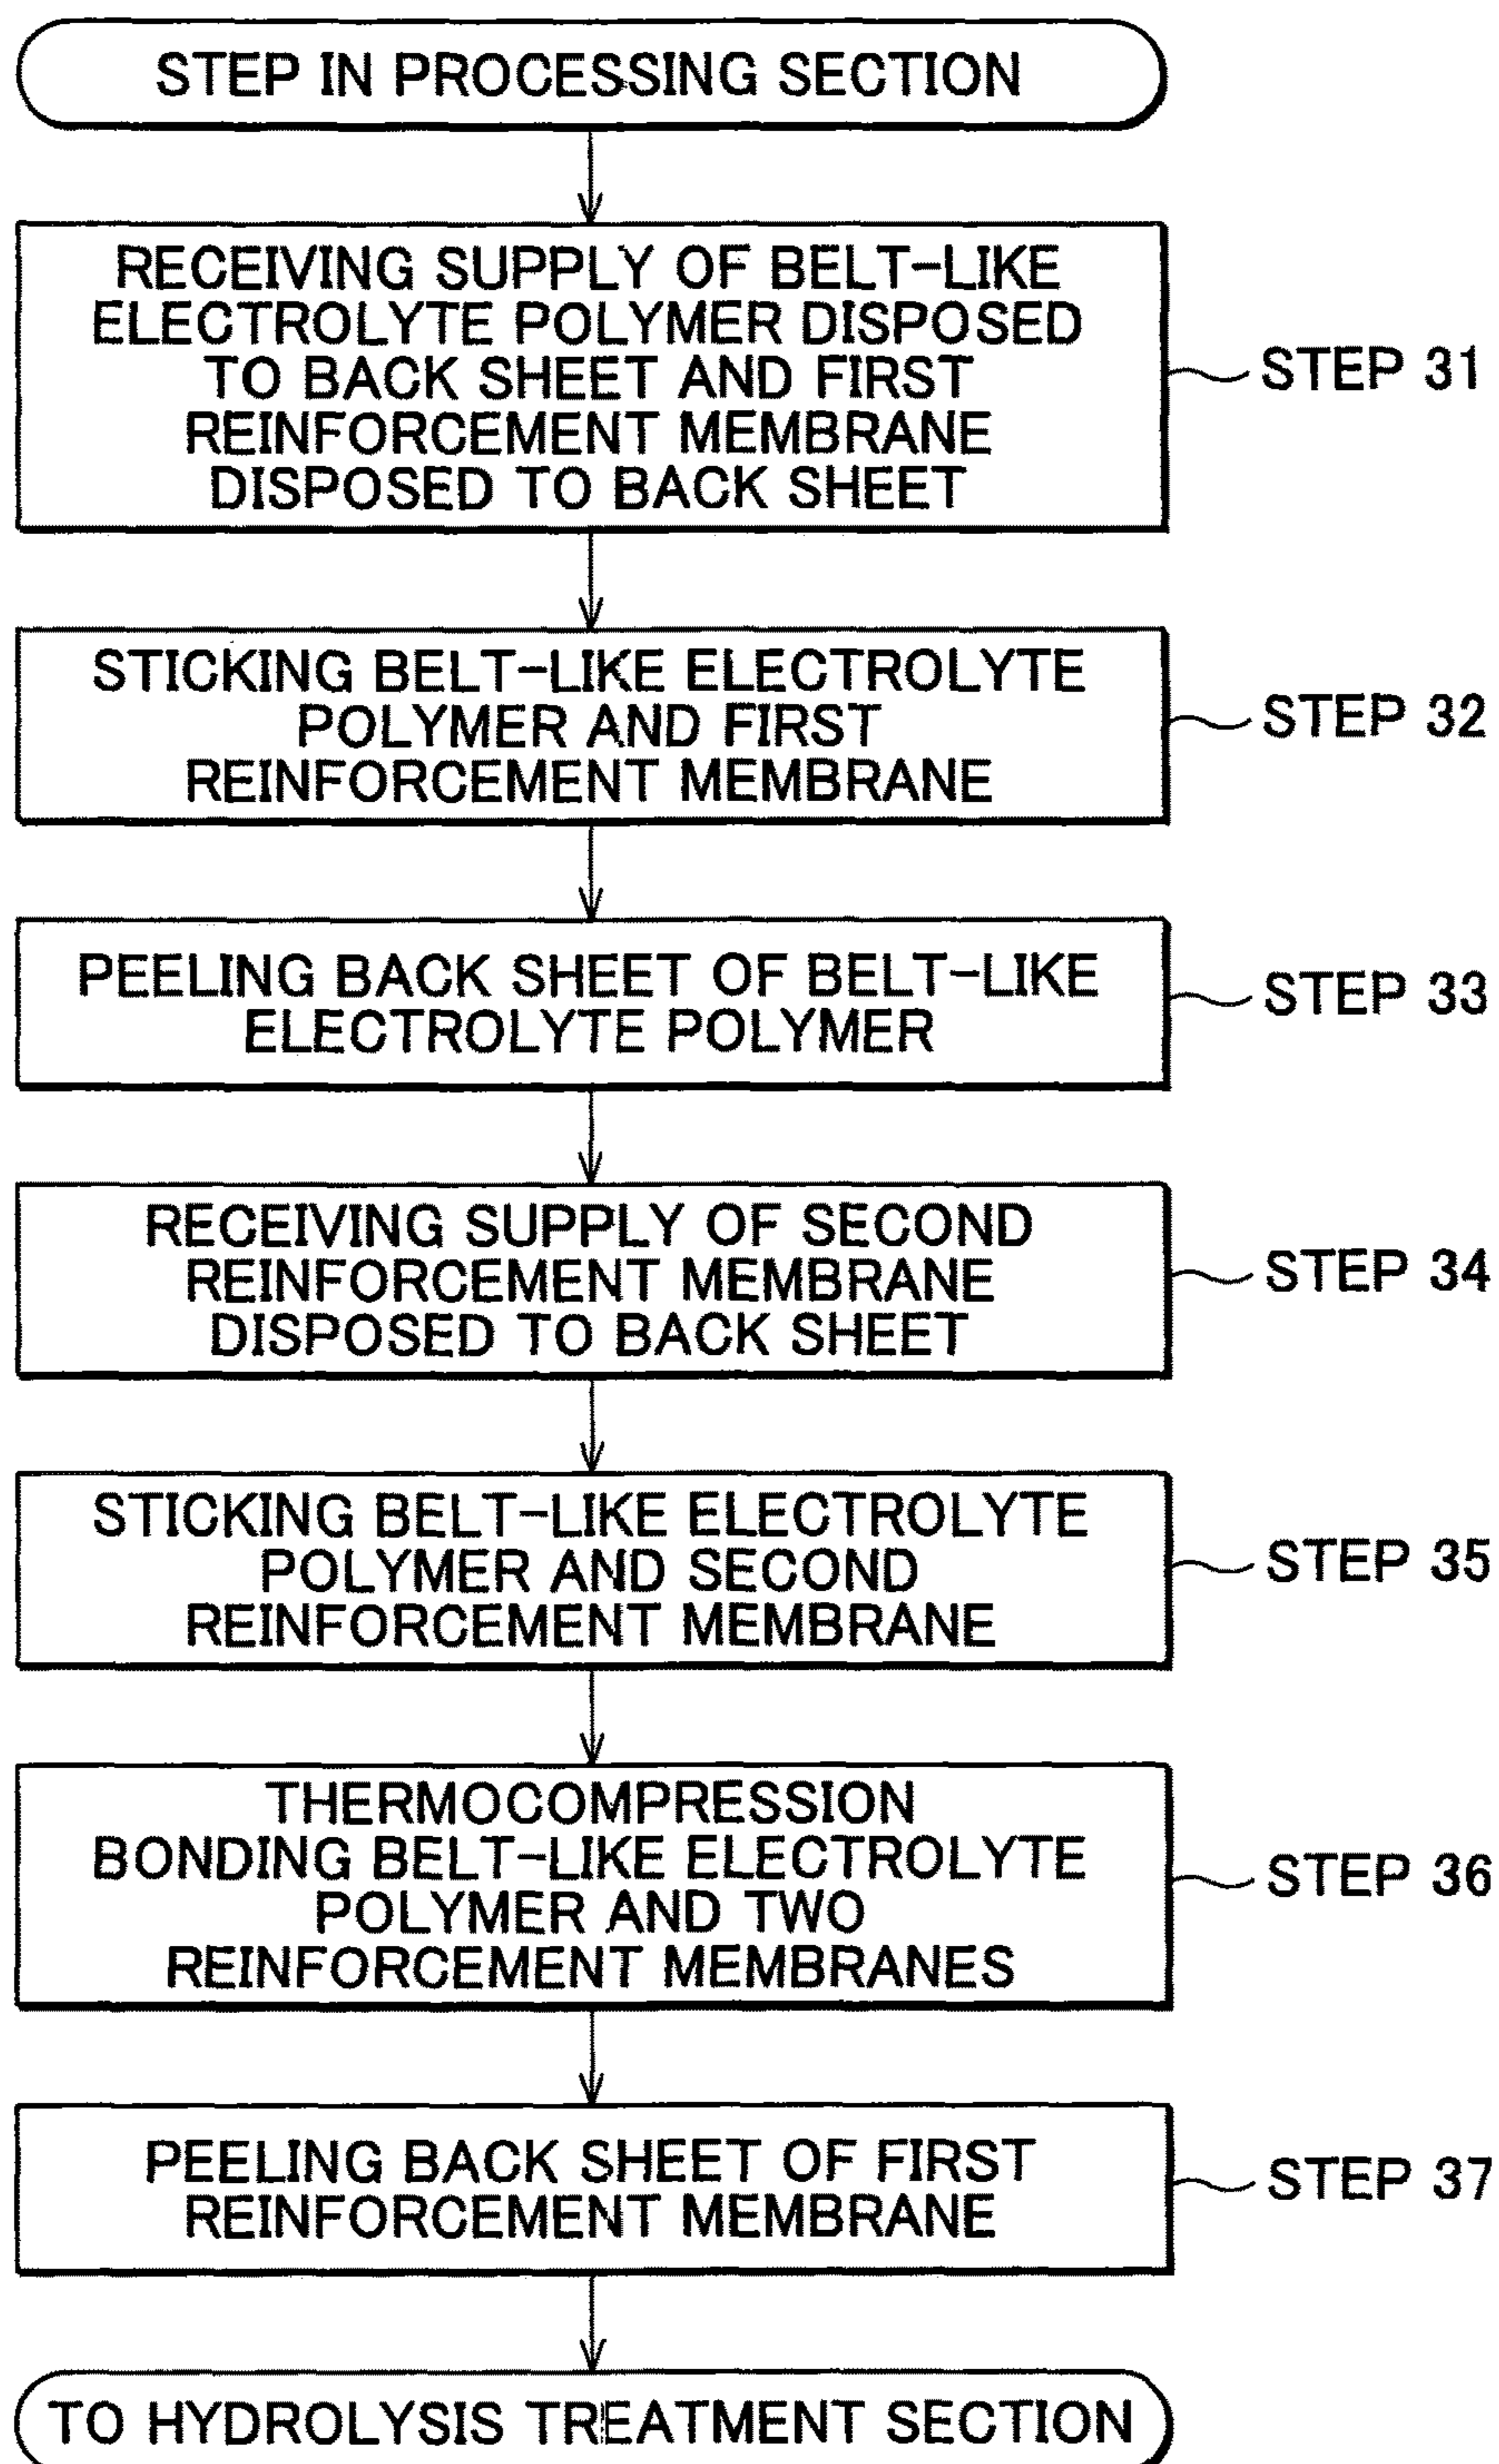 STEP IN PROCESSING SECTION
RECEIVING SUPPLY OF BELT-LIKE
ELECTROLYTE POLYMER DISPOSED
TO BACK SHEET AND FIRST
REINFORCEMENT MEMBRANE
DISPOSED TO BACK SHEET
STEP 31
STICKING BELT-LIKE ELECTROLYTE
POLYMER AND FIRST
REINFORCEMENT MEMBRANE
STEP 32
PEELING BACK SHEET OF BELT-LIKE
ELECTROLYTE POLYMER
STEP 33
RECEIVING SUPPLY OF SECOND
REINFORCEMENT MEMBRANE
DISPOSED TO BACK SHEET
STEP 34
STICKING BELT-LIKE ELECTROLYTE
POLYMER AND SECOND
REINFORCEMENT MEMBRANE
STEP 35
THERMOCOMPRESSION
BONDING BELT-LIKE ELECTROLYTE
POLYMER AND TWO
REINFORCEMENT MEMBRANES
STEP 36
PEELING BACK SHEET OF FIRST
REINFORCEMENT MEMBRANE
STEP 37
TO HYDROLYSIS TREATMENT SECTION